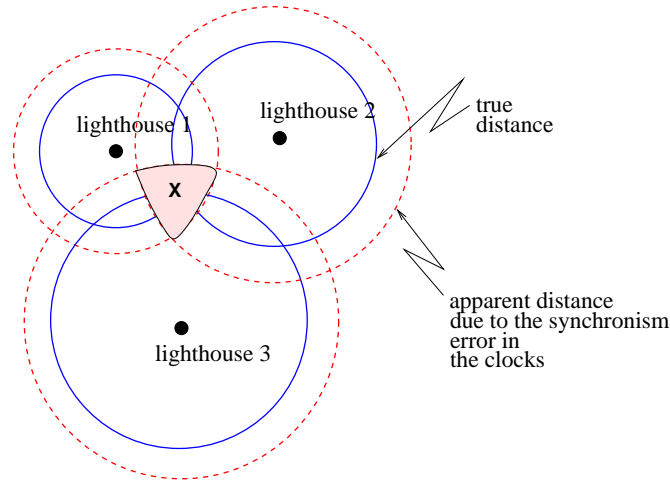 lighthouse 1
lighthouse 2
true
distance
X
apparent distance
due to the synchronism
error in
the clocks
lighthouse 3